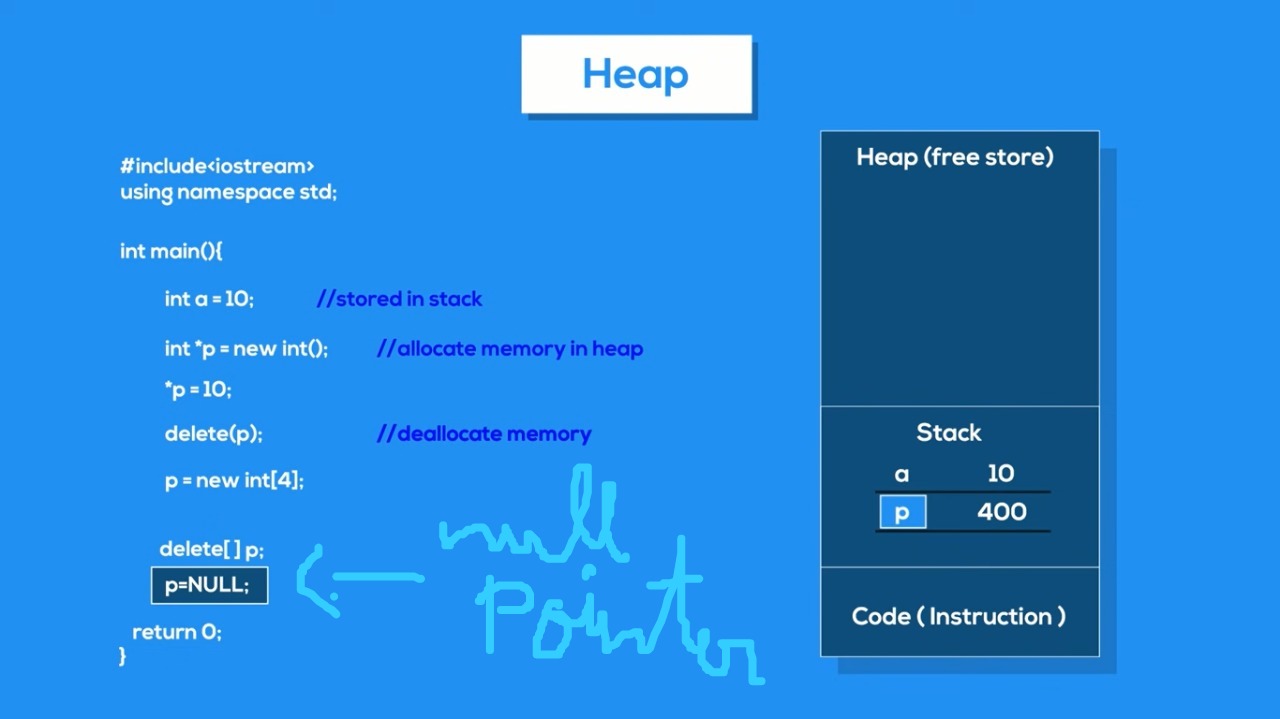 Heap
#include<iostream>
using namespace std;
int main(){
int a = 10; //stored in stack
int *p = new int(); //allocate memory in heap
*p = 10;
delete(p); //deallocate memory
p = new int[4];
delete[ ] p;
p=NULL;
return 0;
}
null
pointer
Heap (free store)
Stack
a 10
p 400
Code ( Instruction )